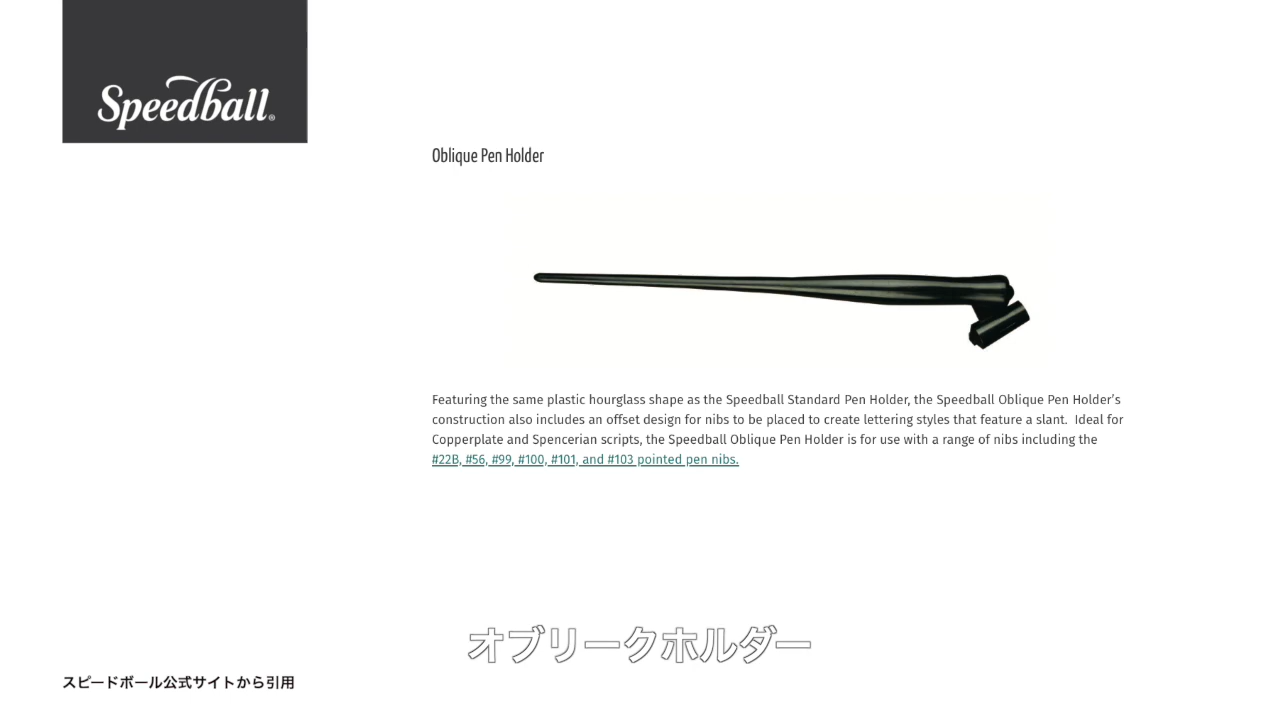 Speedball®
Oblique Pen Holder
Featuring the same plastic hourglass shape as the Speedball Standard Pen Holder, the Speedball Oblique Pen Holder’s
construction also includes an offset design for nibs to be placed to create lettering styles that feature a slant.  Ideal for
Copperplate and Spencerian scripts, the Speedball Oblique Pen Holder is for use with a range of nibs including the
#22B, #56, #99, #100, #101, and #103 pointed pen nibs.
オブリークホルダー
スピードボール公式サイトから引用